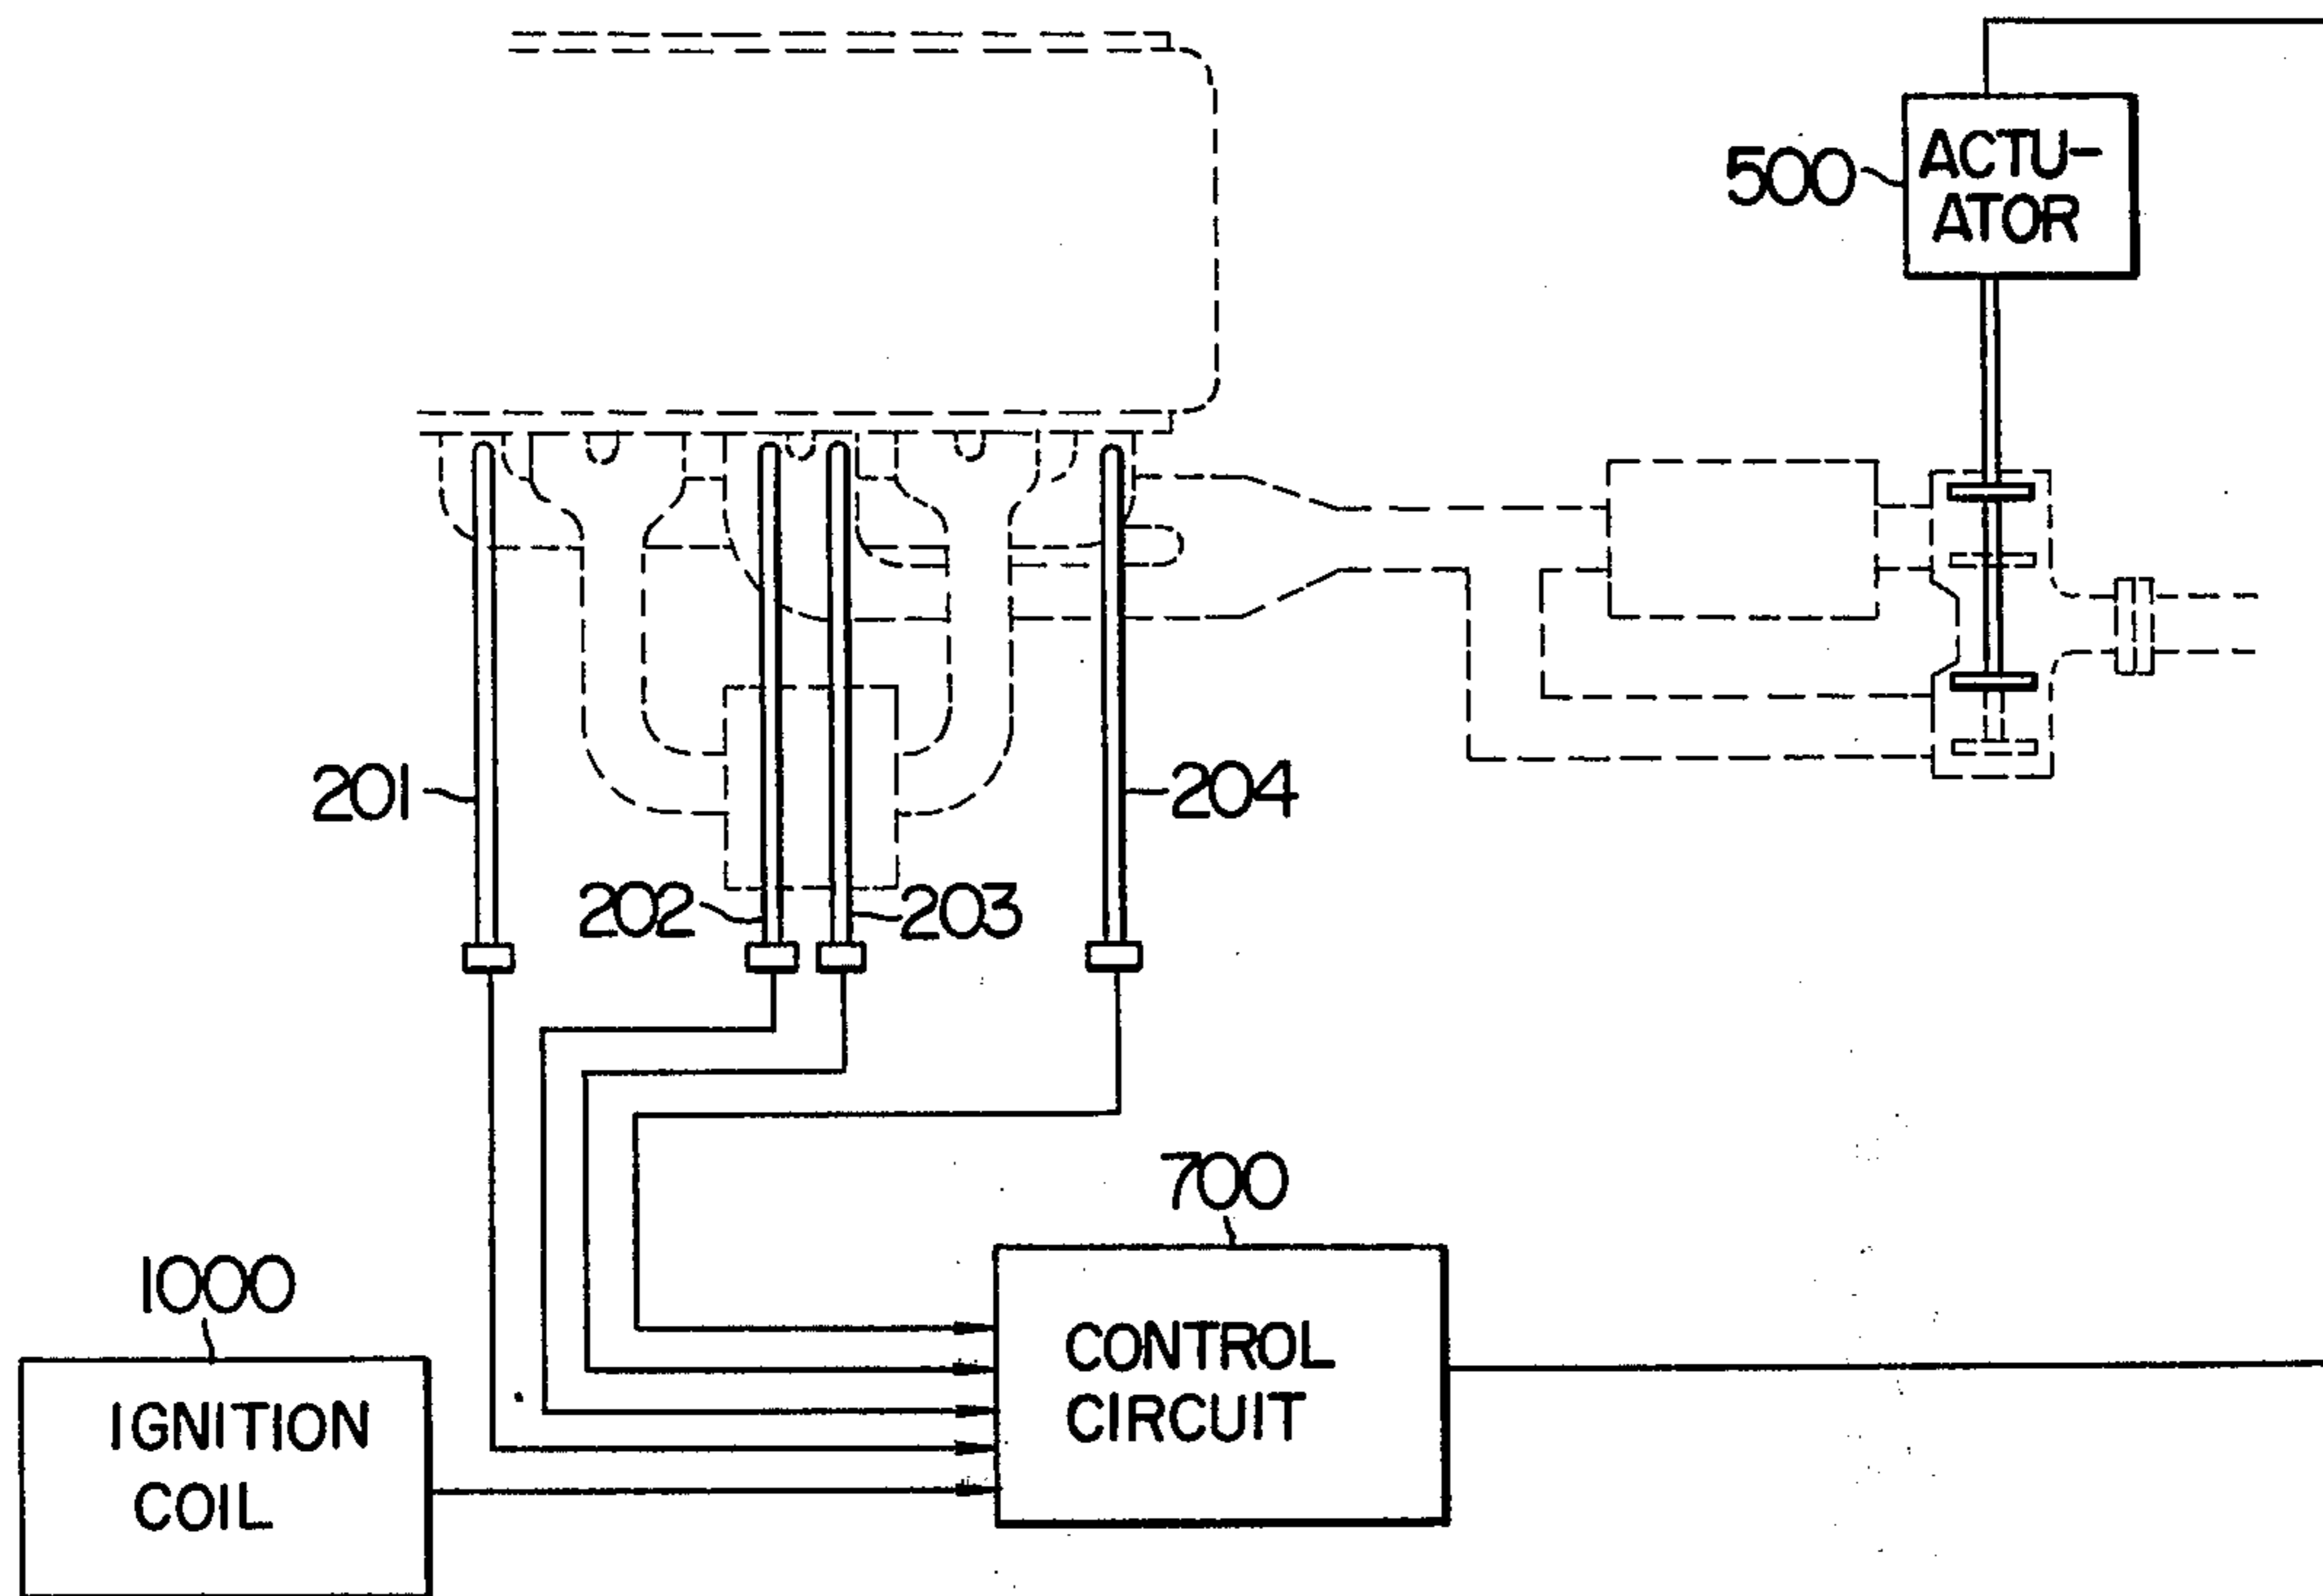 500
ACTU-
ATOR
201
204
202
203
700
1000
CONTROL
CIRCUIT
IGNITION
COIL